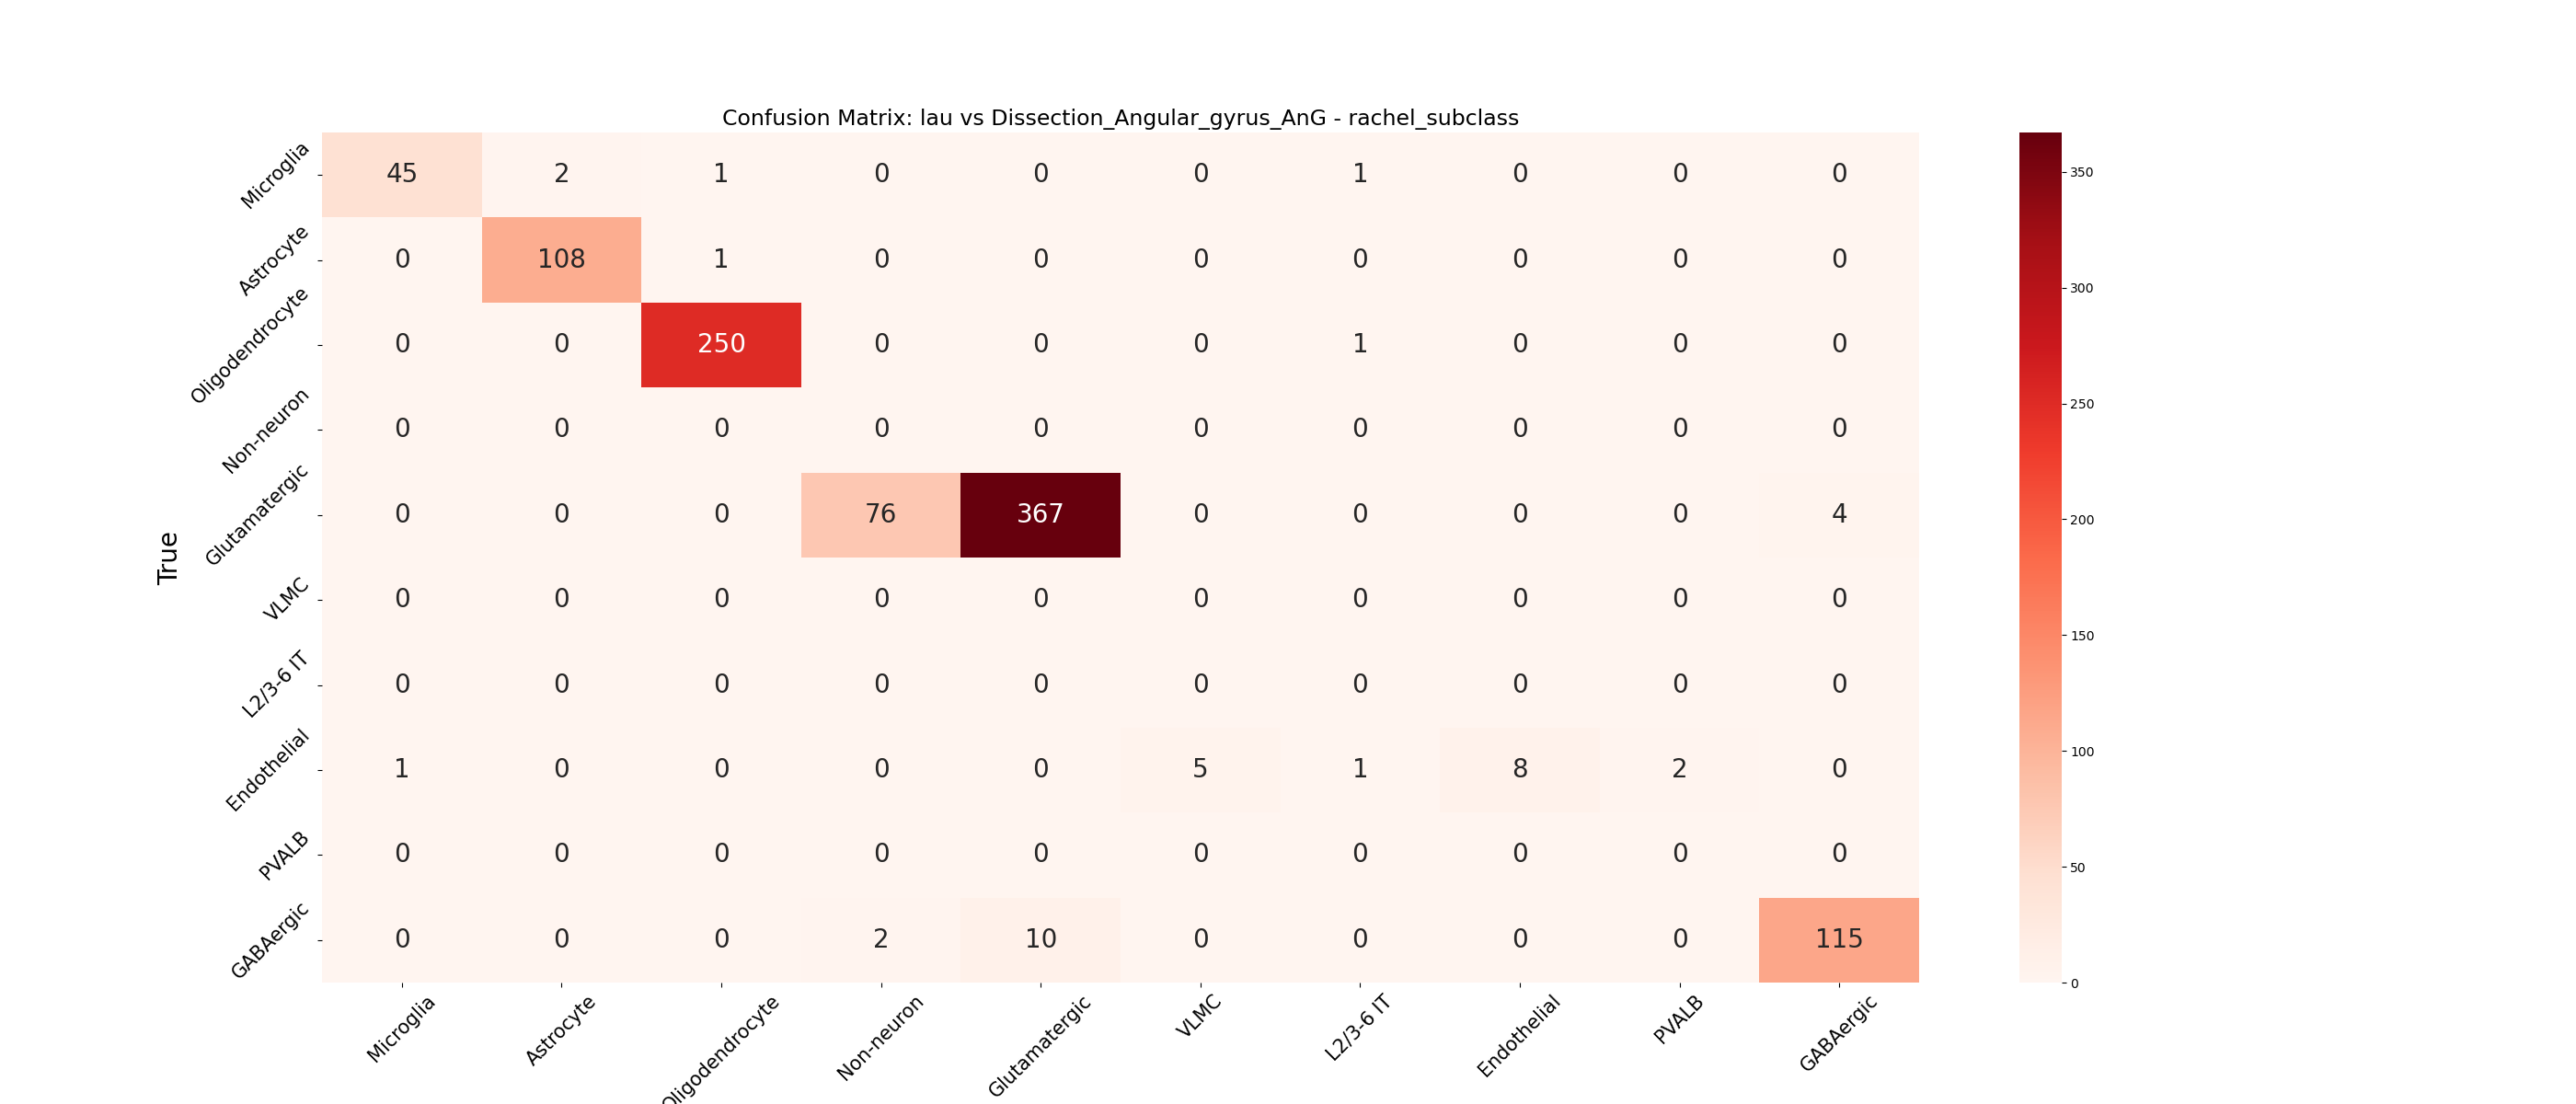 Confusion Matrix: lau vs Dissection_Angular_gyrus_AnG - rachel_subclass
True
Microglia 45 2 1 0 0 0 1 0 0 0
Astrocyte 0 108 1 0 0 0 0 0 0 0
Oligodendrocyte 0 0 250 0 0 0 1 0 0 0
Non-neuron 0 0 0 0 0 0 0 0 0 0
Glutamatergic 0 0 0 76 367 0 0 0 0 4
VLMC 0 0 0 0 0 0 0 0 0 0
L2/3-6 IT 0 0 0 0 0 0 0 0 0 0
Endothelial 1 0 0 0 0 5 1 8 2 0
PVALB 0 0 0 0 0 0 0 0 0 0
GABAergic 0 0 0 2 10 0 0 0 0 115
Microglia Astrocyte Oligodendrocyte Non-neuron Glutamatergic VLMC L2/3-6 IT Endothelial PVALB GABAergic
350
300
250
200
150
100
50
0